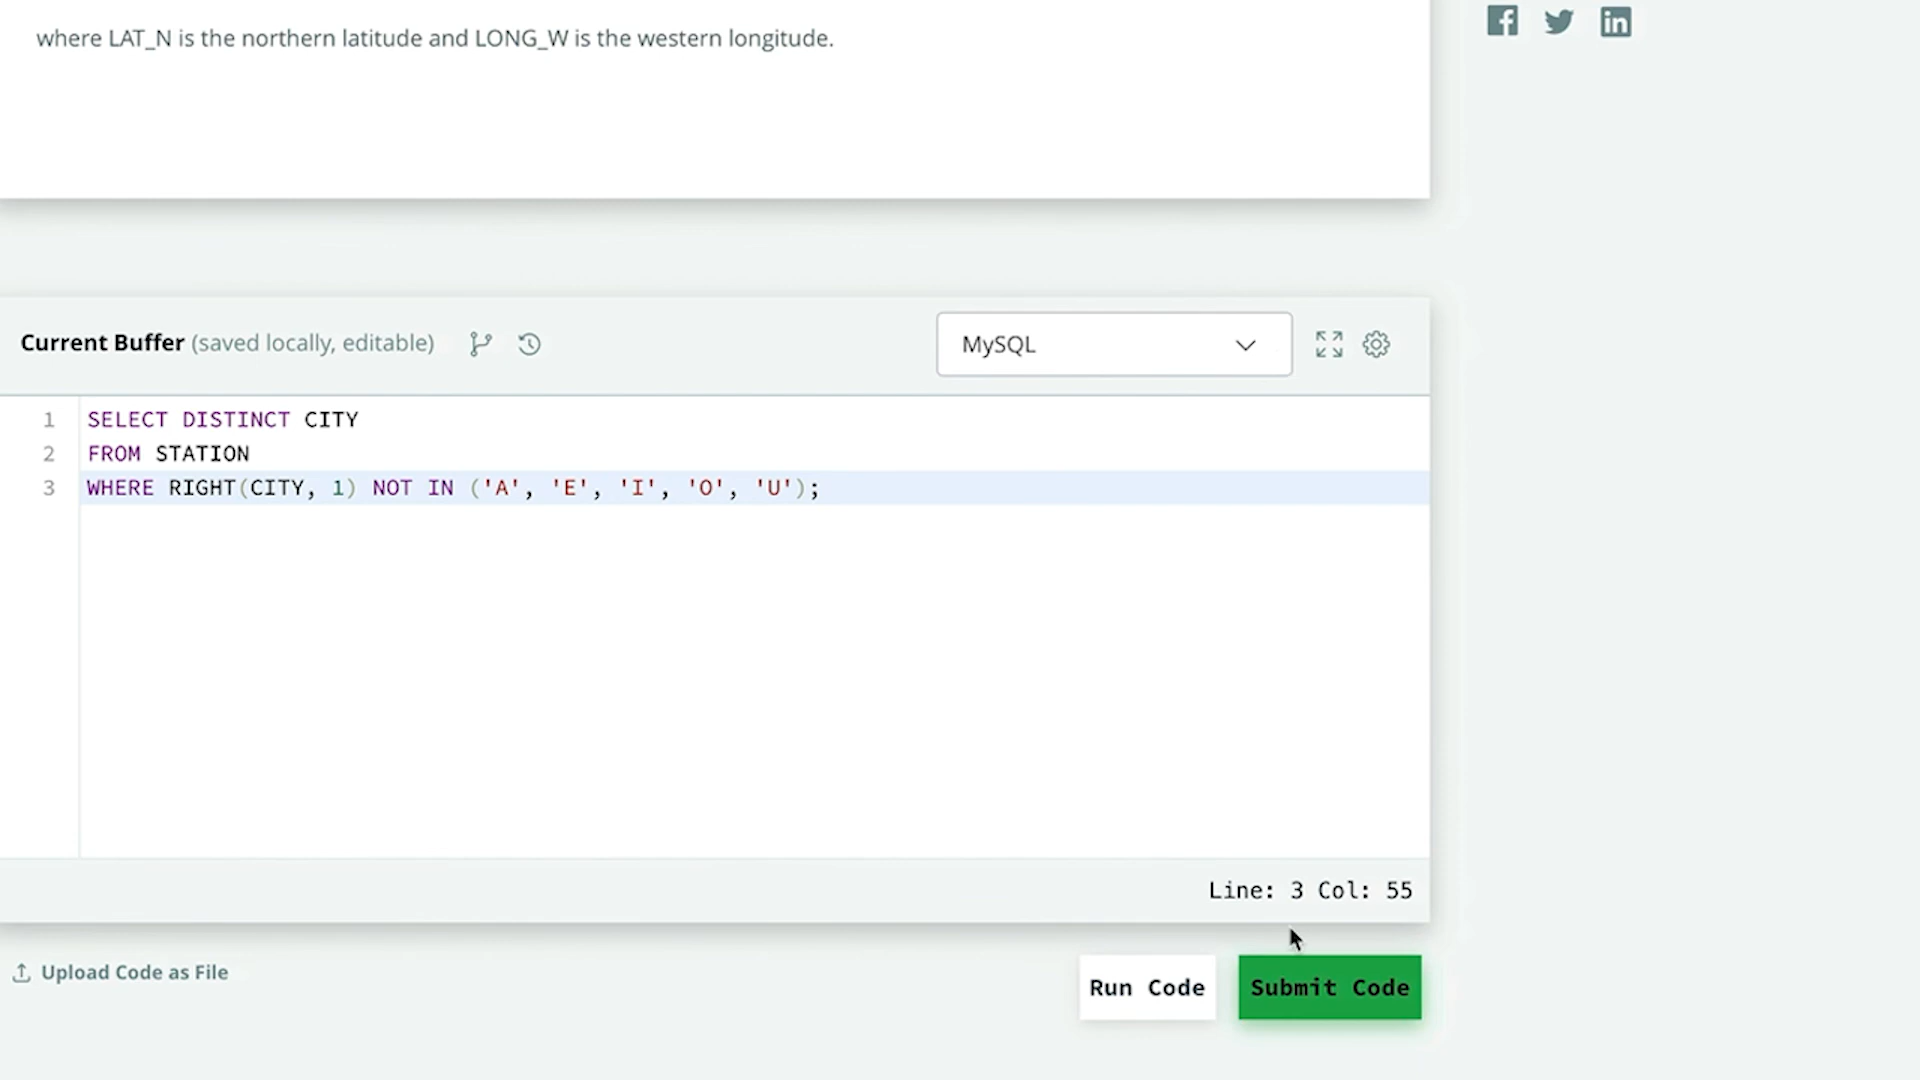 where LAT_N is the northern latitude and LONG_W is the western longitude.
Current Buffer (saved locally, editable)
MySQL
1 SELECT DISTINCT CITY
2 FROM STATION
3 WHERE RIGHT(CITY, 1) NOT IN ('A', 'E', 'I', 'O', 'U');
Line: 3 Col: 55
Upload Code as File
Run Code
Submit Code